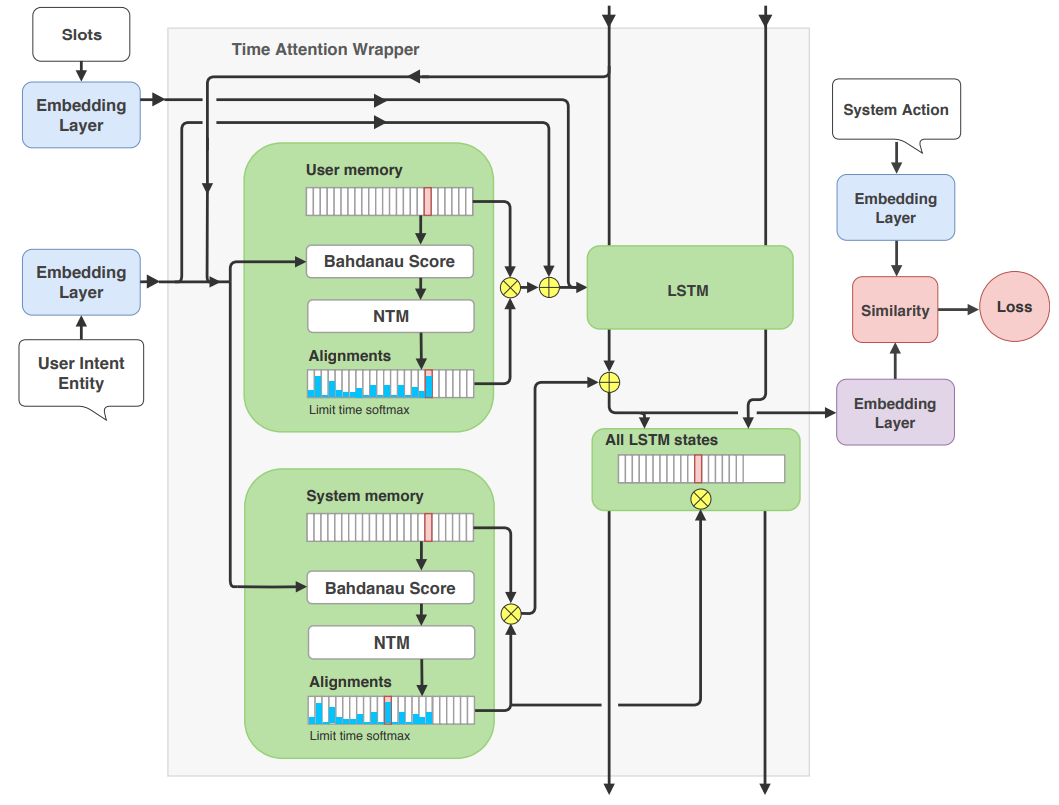 Slots
Time Attention Wrapper
Embedding
Layer
System Action
User memory
Embedding
Layer
Embedding
Layer
Bahdanau Score
LSTM
NTM
Similarity
Loss
User Intent
Entity
Alignments
Limit time softmax
Embedding
Layer
All LSTM states
System memory
Bahdanau Score
NTM
Alignments
Limit time softmax